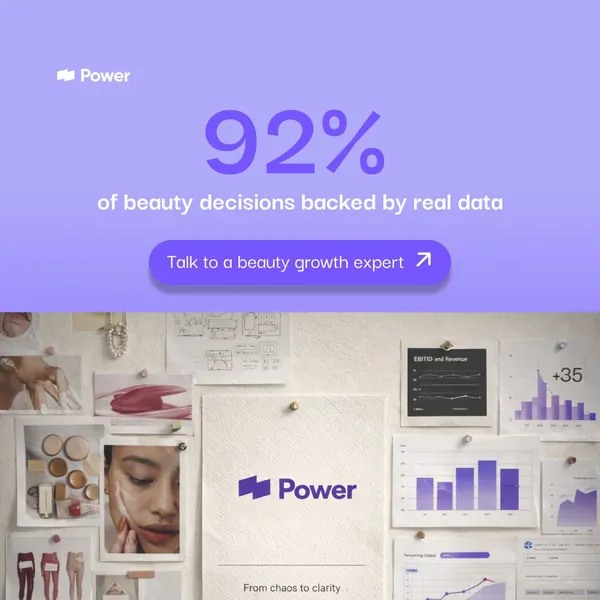 Power
92%
of beauty decisions backed by real data
Talk to a beauty growth expert
EBITID and Revenue
+35
Power
From chaos to clarity